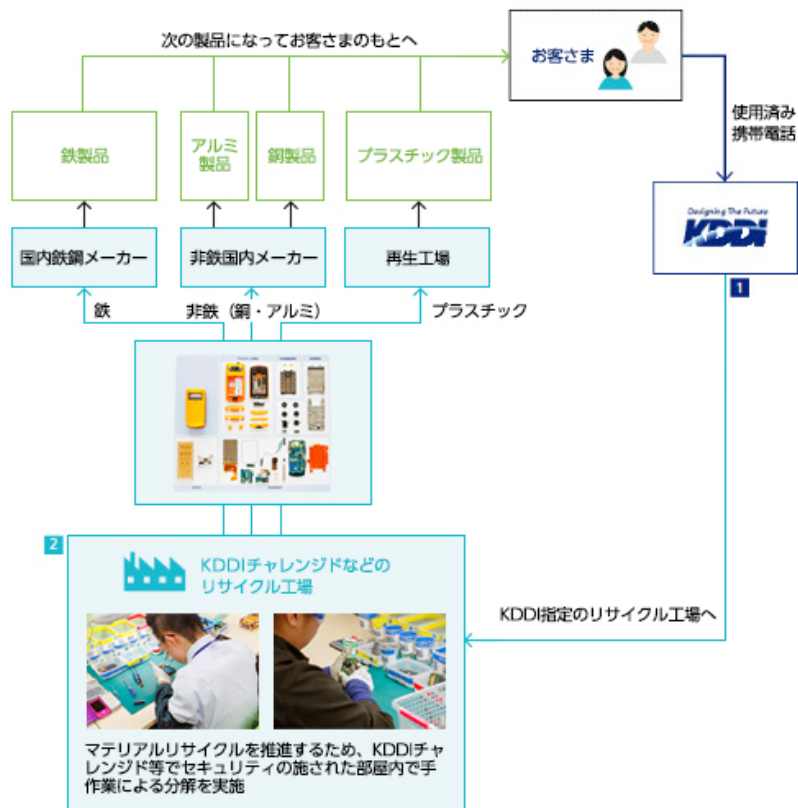 次の製品になってお客さまのもとへ
お客さま
使用済み
携帯電話
鉄製品
アルミ
製品
銅製品
プラスチック製品
Designing The Future
KDDI
国内鉄鋼メーカー
非鉄国内メーカー
再生工場
1
鉄
非鉄（銅・アルミ）
プラスチック
2
KDDIチャレンジドなどの
リサイクル工場
KDDI指定のリサイクル工場へ
マテリアルリサイクルを推進するため、KDDIチャ
レンジド等でセキュリティの施された部屋内で手
作業による分解を実施